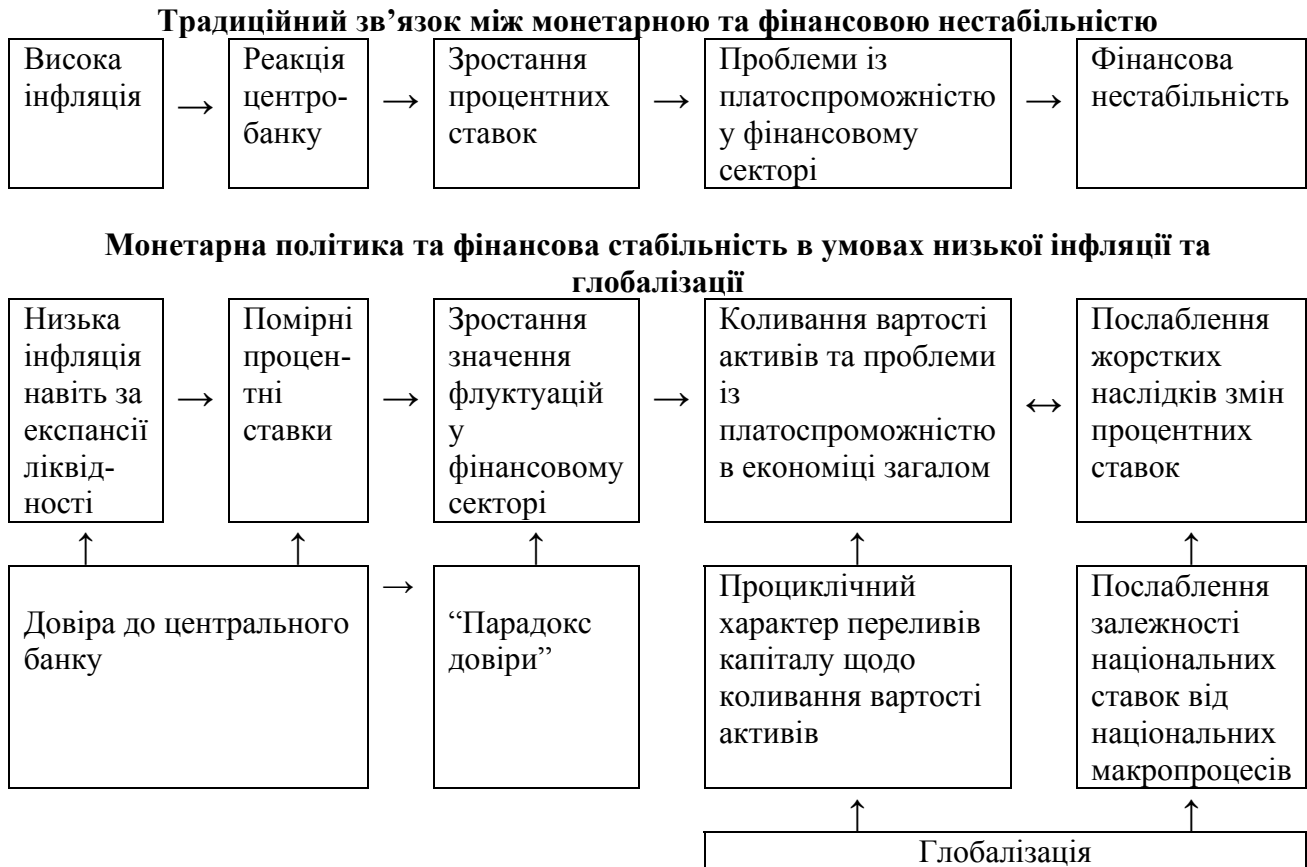 Традиційний зв’язок між монетарною та фінансовою нестабільністю
Висока
інфляція
→
Реакція
центро-
банку
→
Зростання
процентних
ставок
→
Проблеми із
платоспроможністю
у фінансовому
секторі
→
Фінансова
нестабільність
Монетарна політика та фінансова стабільність в умовах низької інфляції та
глобалізації
Низька
інфляція
навіть за
експансії
ліквід-
ності
→
Помірні
процен-
тні
ставки
→
Зростання
значення
флуктуацій
у
фінансовому
секторі
→
Коливання вартості
активів та проблеми
із
платоспроможністю
в економіці загалом
↔
Послаблення
жорстких
наслідків змін
процентних
ставок
↑
↑
↑
↑
↑
Довіра до центрального
банку
→
“Парадокс
довіри”
Проциклічний
характер переливів
капіталу щодо
коливання вартості
активів
Послаблення
залежності
національних
ставок від
національних
макропроцесів
↑
↑
Глобалізація